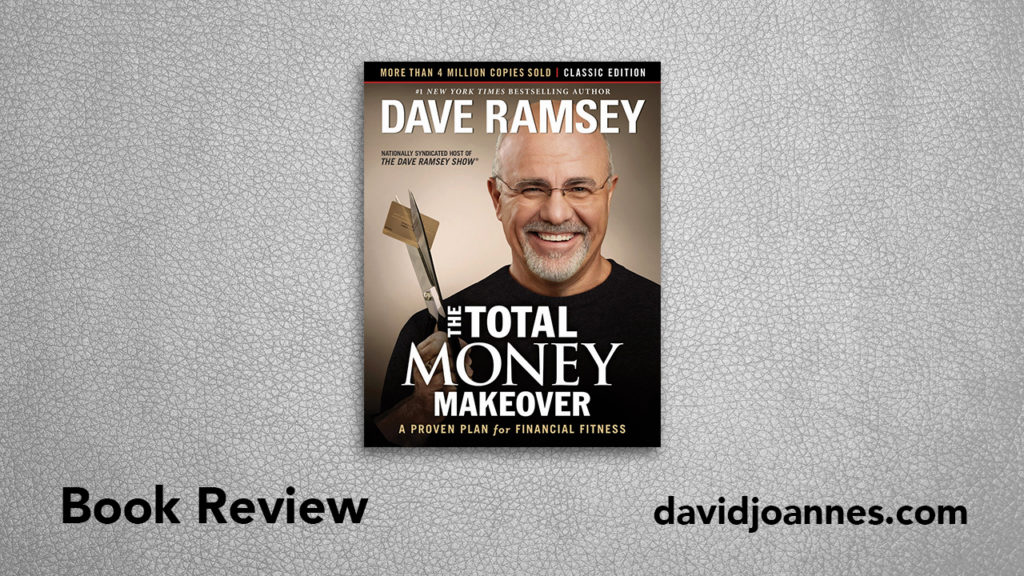 MORE THAN 4 MILLION COPIES SOLD | CLASSIC EDITION
#1 NEW YORK TIMES BESTSELLING AUTHOR
DAVE RAMSEY
NATIONALLY SYNDICATED HOST OF
THE DAVE RAMSEY SHOW®
THE TOTAL
MONEY
MAKEOVER
A PROVEN PLAN for FINANCIAL FITNESS
Book Review
davidjoannes.com